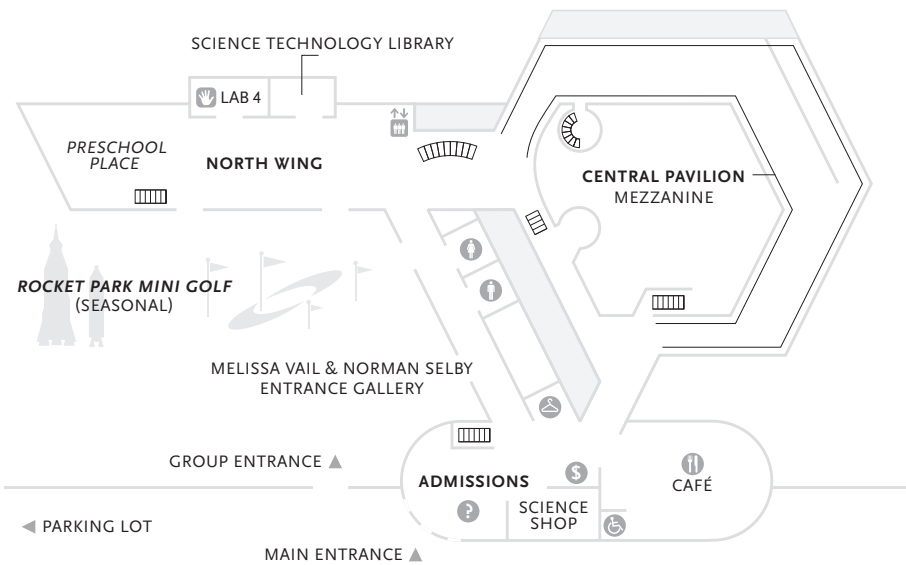 SCIENCE TECHNOLOGY LIBRARY
LAB 4
PRESCHOOL
PLACE
NORTH WING
CENTRAL PAVILION
MEZZANINE
ROCKET PARK MINI GOLF
(SEASONAL)
MELISSA VAIL & NORMAN SELBY
ENTRANCE GALLERY
GROUP ENTRANCE ▲
ADMISSIONS
$
CAFÉ
?
SCIENCE
SHOP
◀ PARKING LOT
MAIN ENTRANCE ▲